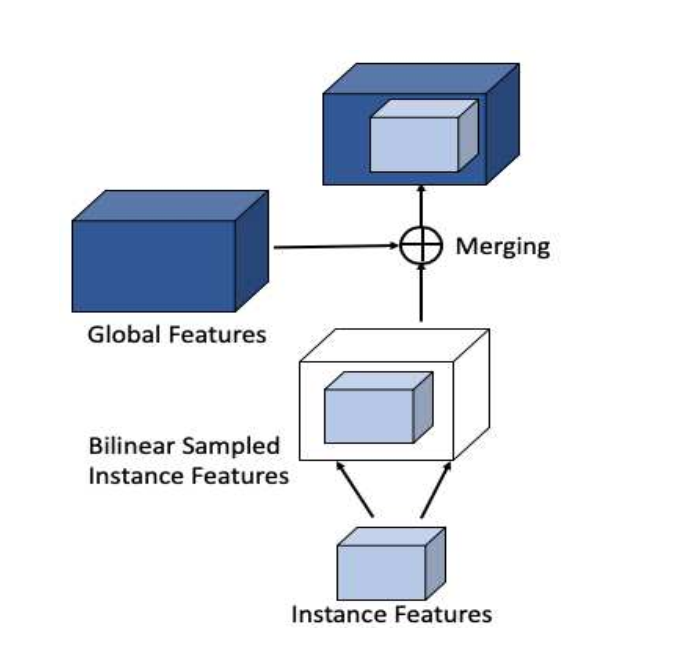 Merging
Global Features
Bilinear Sampled
Instance Features
Instance Features